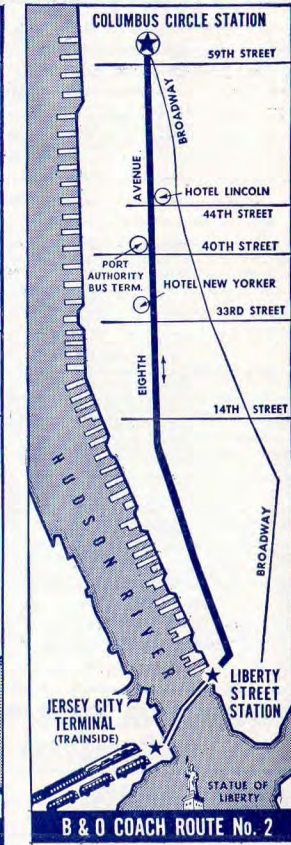 COLUMBUS CIRCLE STATION
59TH STREET
BROADWAY
AVENUE
HOTEL LINCOLN
44TH STREET
40TH STREET
PORT
AUTHORITY
BUS TERM.
HOTEL NEW YORKER
33RD STREET
EIGHTH
14TH STREET
HUDSON RIVER
BROADWAY
LIBERTY
STREET
STATION
JERSEY CITY
TERMINAL
(TRAINSIDE)
STATUE OF
LIBERTY
B & O COACH ROUTE No. 2